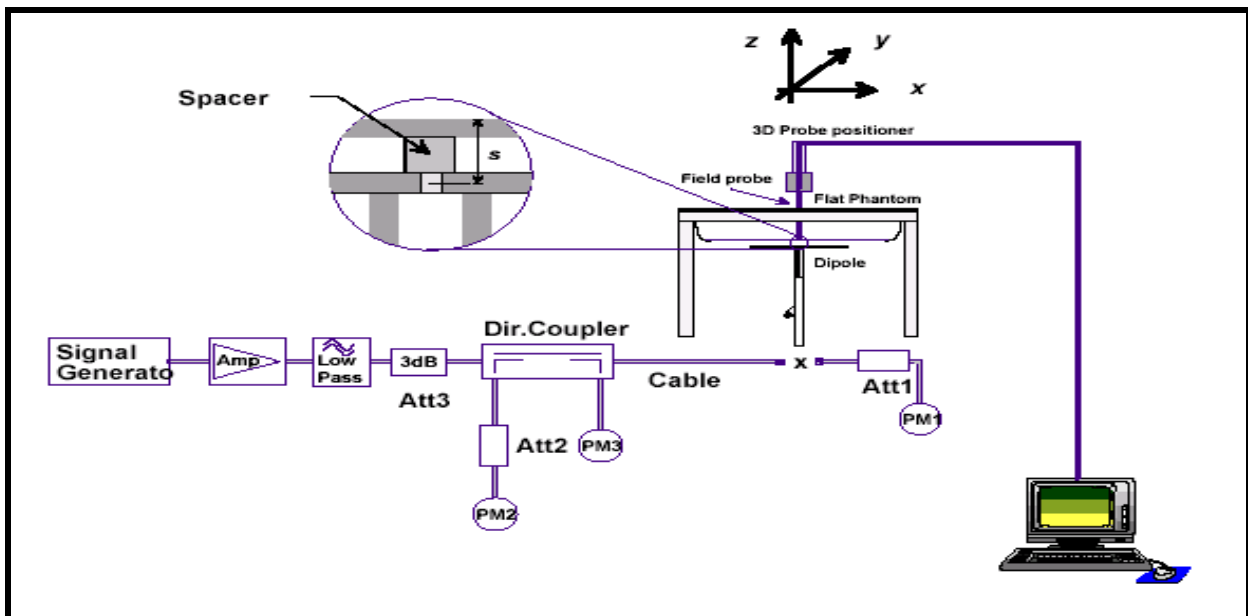 z
y
x
Spacer
s
3D Probe positioner
Field probe
Flat Phantom
Dipole
Signal
Generato
Amp
Low
Pass
3dB
Att3
Dir.Coupler
Cable
x
Att1
PM1
Att2
PM3
PM2